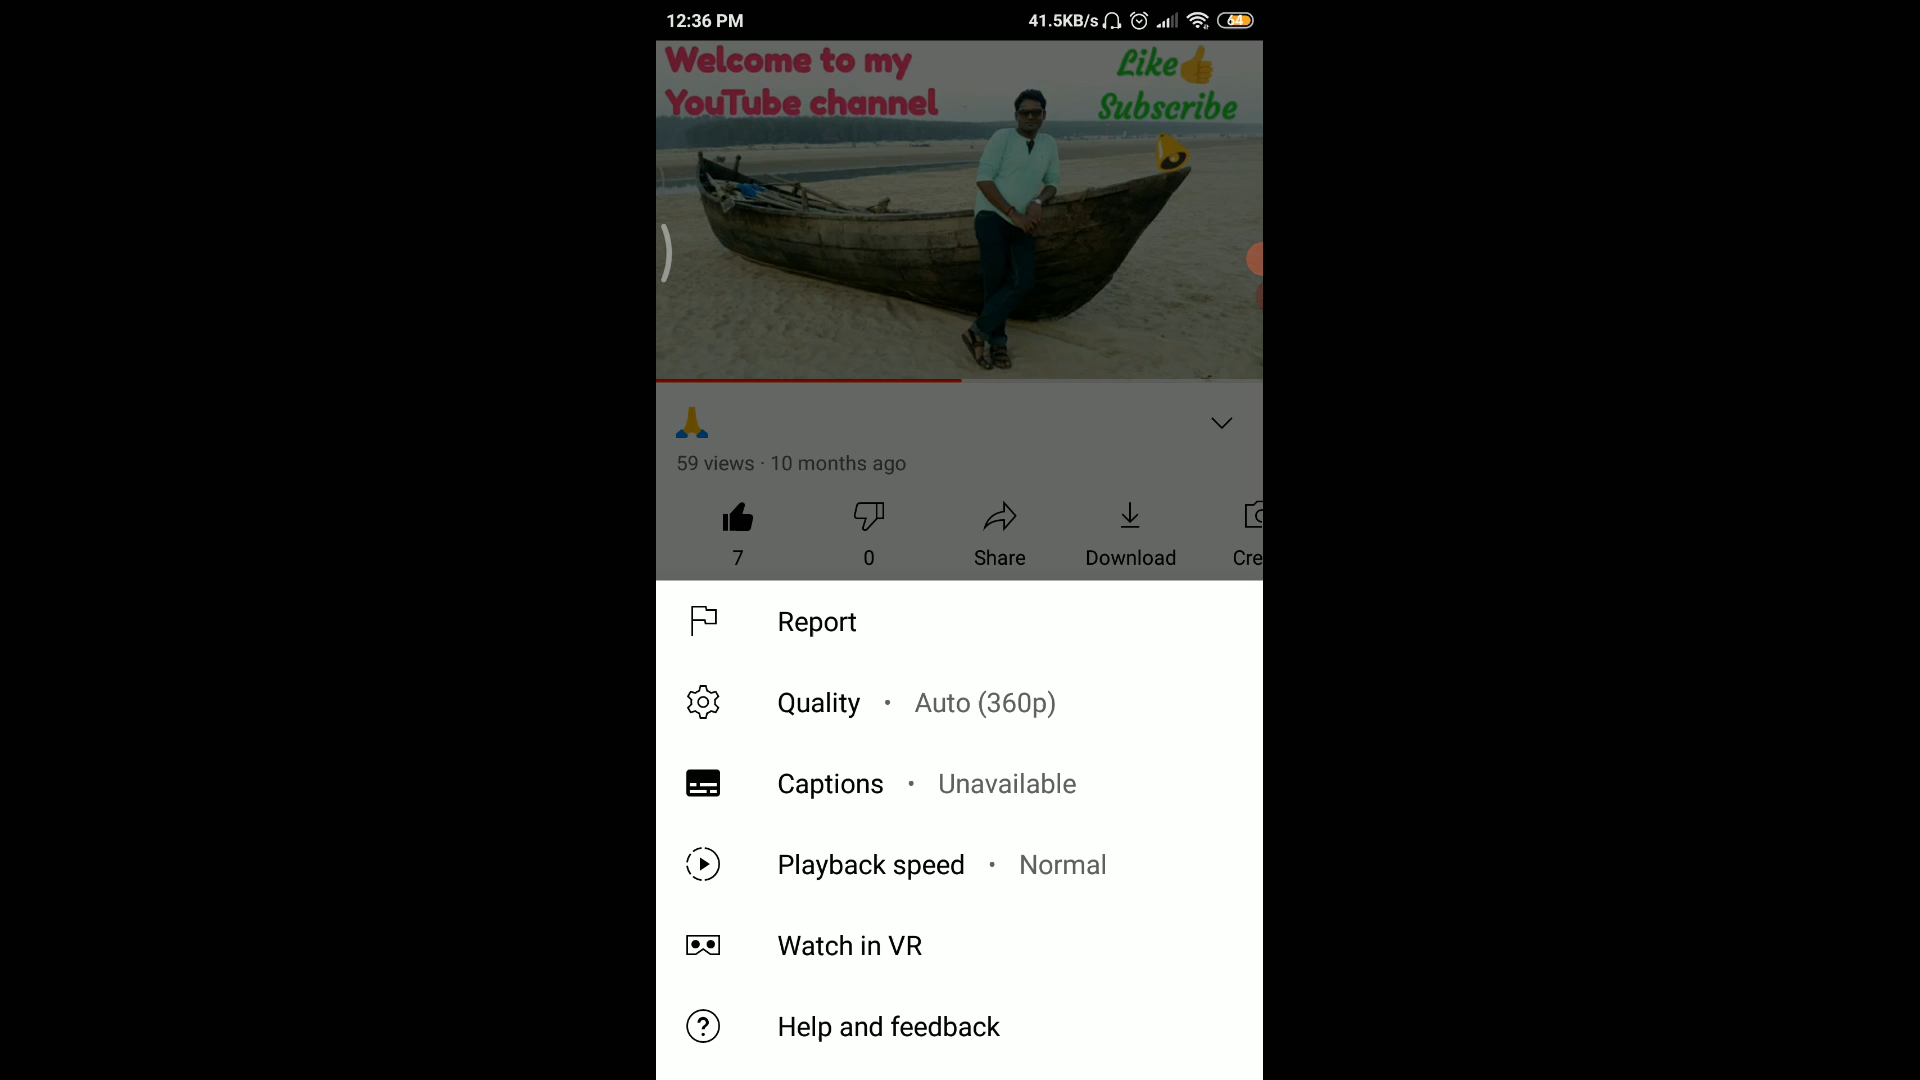 12:36 PM 41.5KB/s 64
Welcome to my
YouTube channel
Like
Subscribe
59 views · 10 months ago
7 0 Share Download Cre
Report
Quality · Auto (360p)
Captions · Unavailable
Playback speed · Normal
Watch in VR
Help and feedback